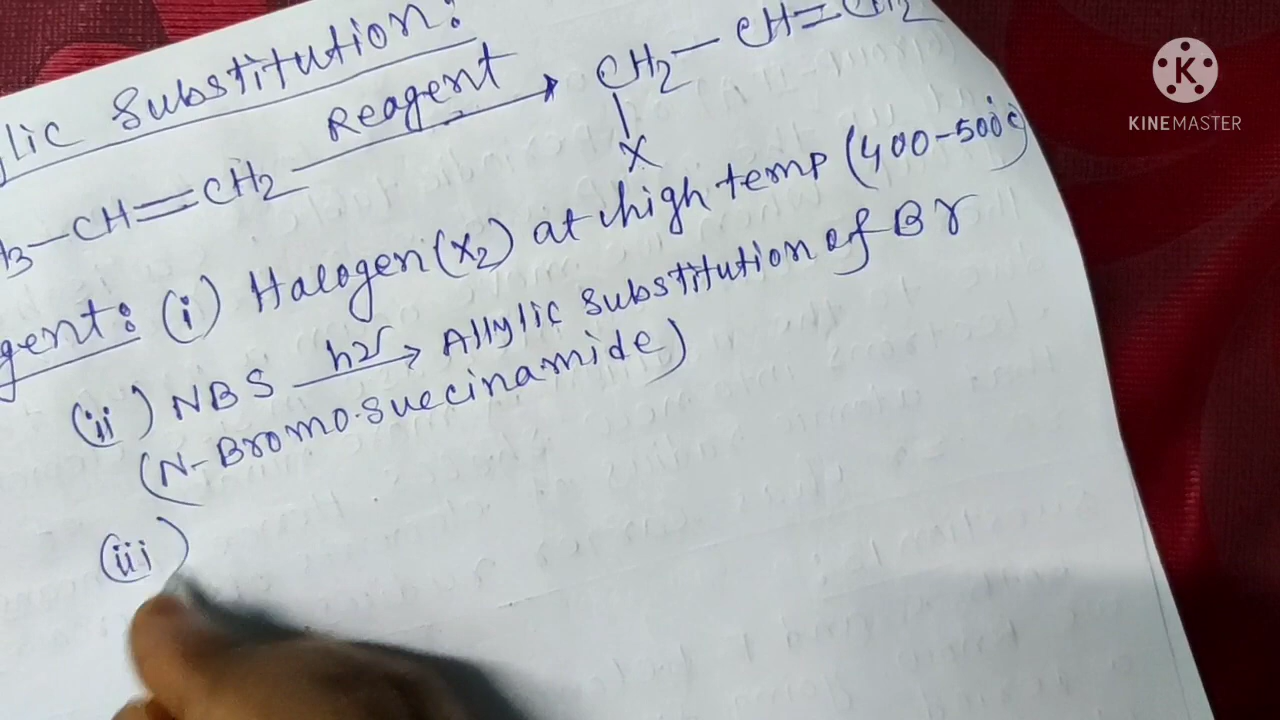 lic Substitution:
CH3-CH=CH2 Reagent → CH2-CH=CH2
X
gent: (i) Halogen (X2) at high temp (400-500°C)
(ii) NBS hν → Allylic substitution of Br
(N-Bromo-succinamide)
(iii)
KINEMASTER